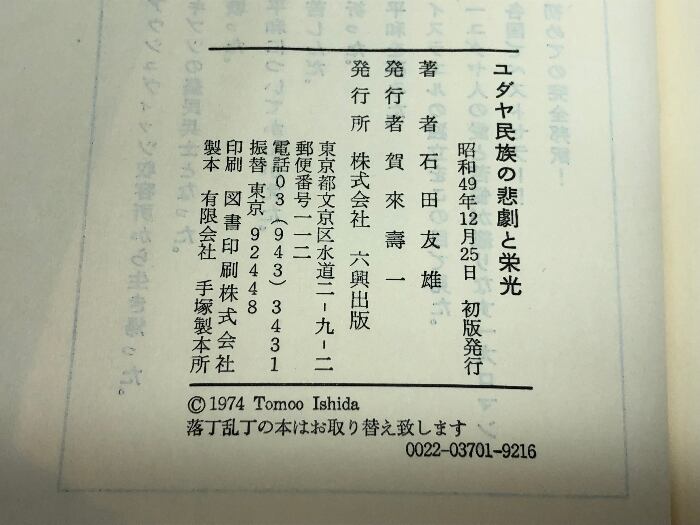 ユダヤ民族の悲劇と栄光
昭和49年12月25日　初版発行
著者　石田友雄
発行者　賀來壽一
発行所　株式会社　六興出版
東京都文京区水道二-九-二
郵便番号一一二
電話03(943)3431
振替　東京　92448
印刷　図書印刷株式会社
製本　有限会社　手塚製本所
© 1974 Tomoo Ishida
落丁乱丁の本はお取り替え致します
0022-03701-9216